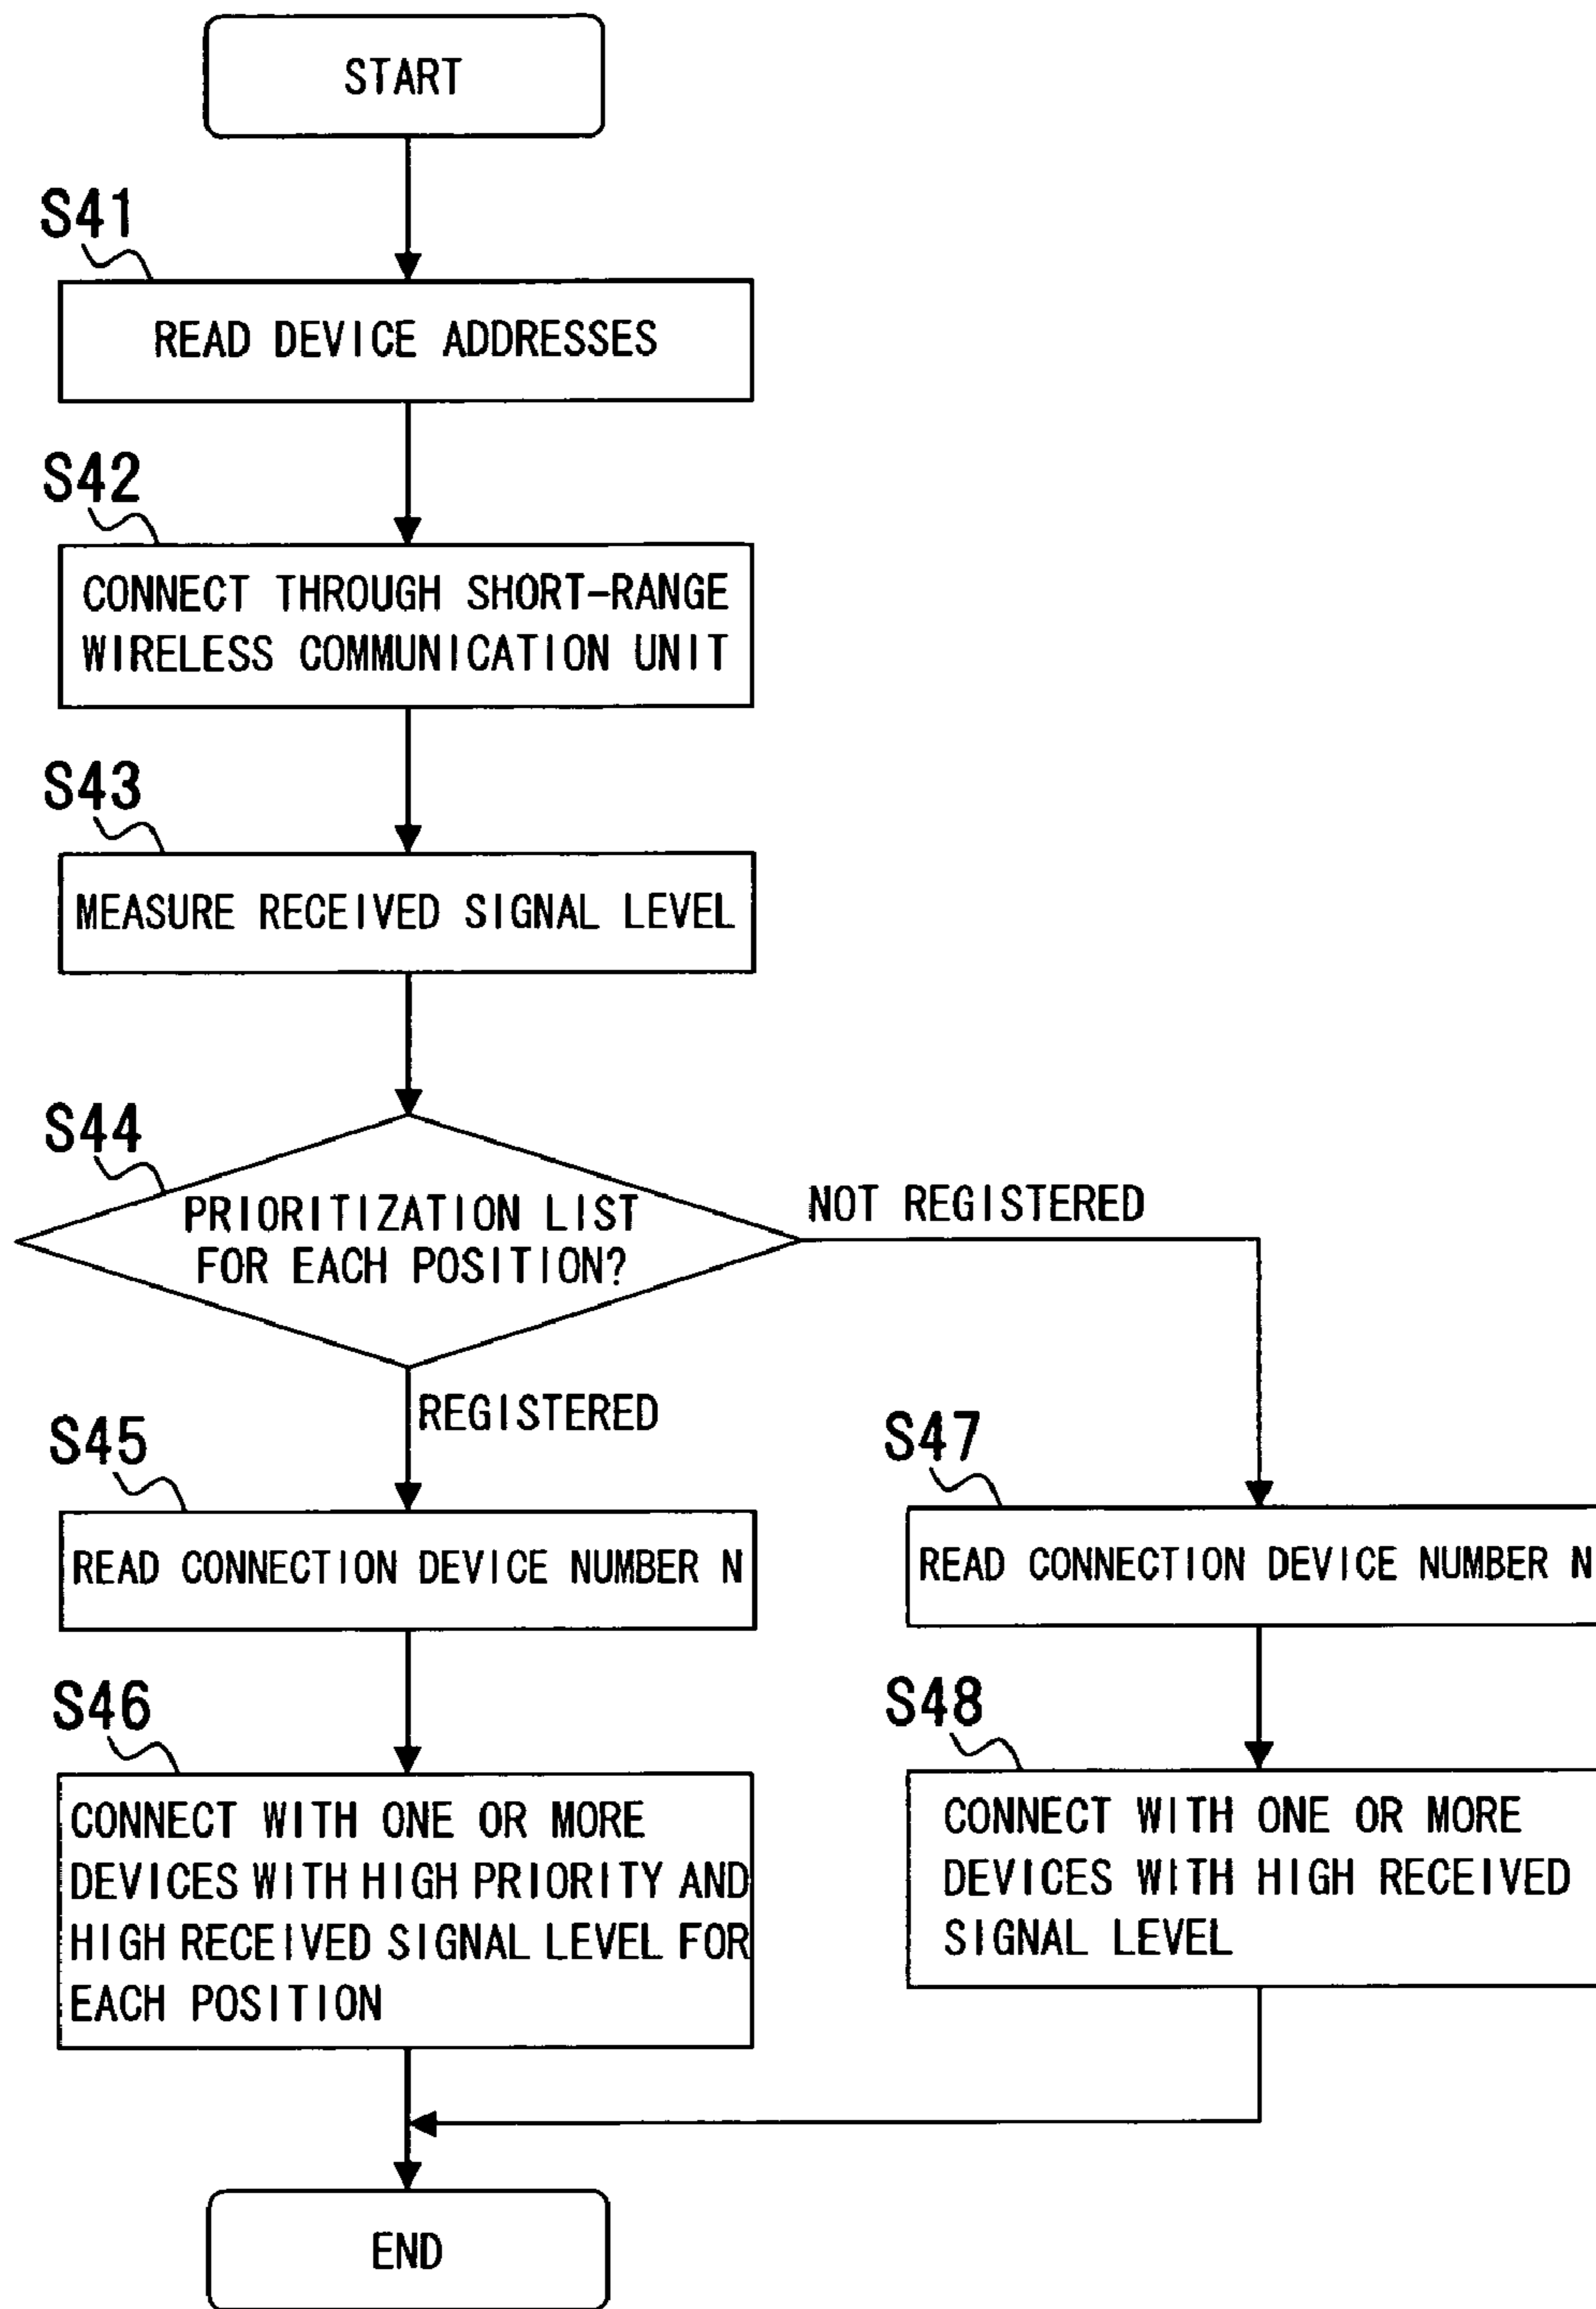 START
S41
READ DEVICE ADDRESSES
S42
CONNECT THROUGH SHORT-RANGE
WIRELESS COMMUNICATION UNIT
S43
MEASURE RECEIVED SIGNAL LEVEL
S44
PRIORITIZATION LIST
FOR EACH POSITION?
NOT REGISTERED
REGISTERED
S45
READ CONNECTION DEVICE NUMBER N
S46
CONNECT WITH ONE OR MORE
DEVICES WITH HIGH PRIORITY AND
HIGH RECEIVED SIGNAL LEVEL FOR
EACH POSITION
S47
READ CONNECTION DEVICE NUMBER N
S48
CONNECT WITH ONE OR MORE
DEVICES WITH HIGH RECEIVED
SIGNAL LEVEL
END